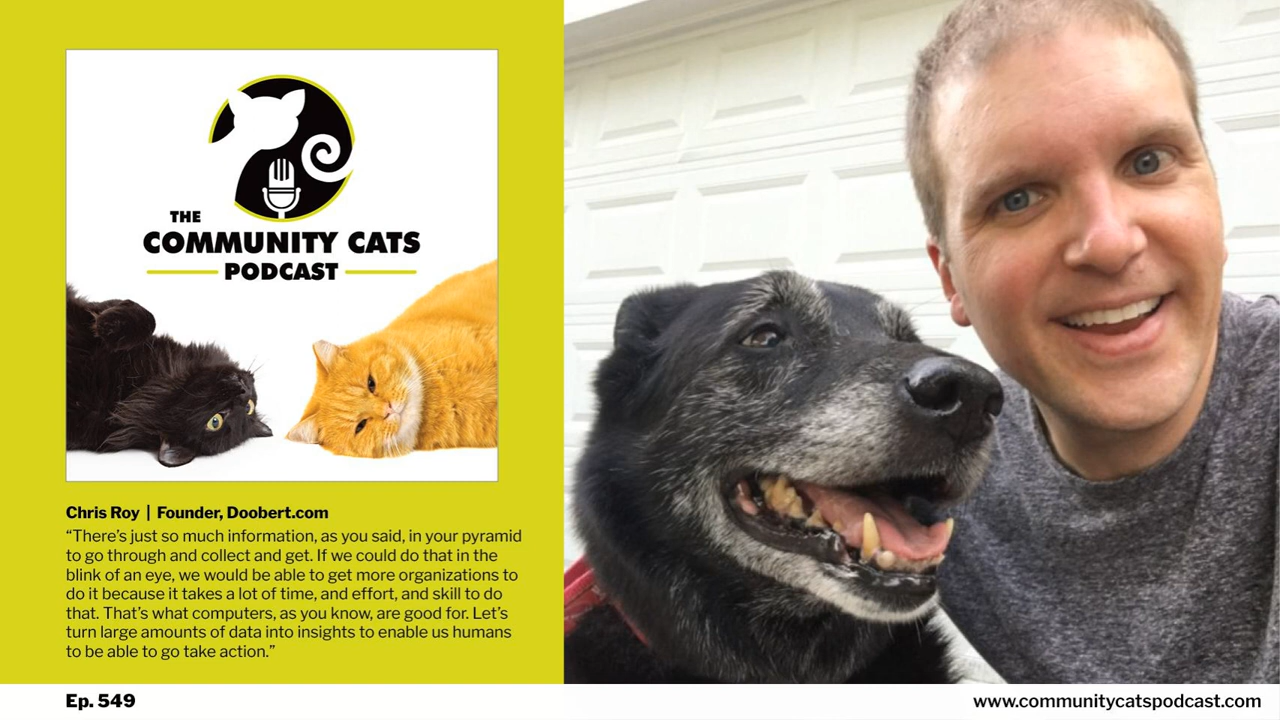 THE
COMMUNITY CATS
PODCAST
Chris Roy | Founder, Doobert.com
“There’s just so much information, as you said, in your pyramid
to go through and collect and get. If we could do that in the
blink of an eye, we would be able to get more organizations to
do it because it takes a lot of time, and effort, and skill to do
that. That’s what computers, as you know, are good for. Let’s
turn large amounts of data into insights to enable us humans
to be able to go take action.”
Ep. 549
www.communitycatspodcast.com